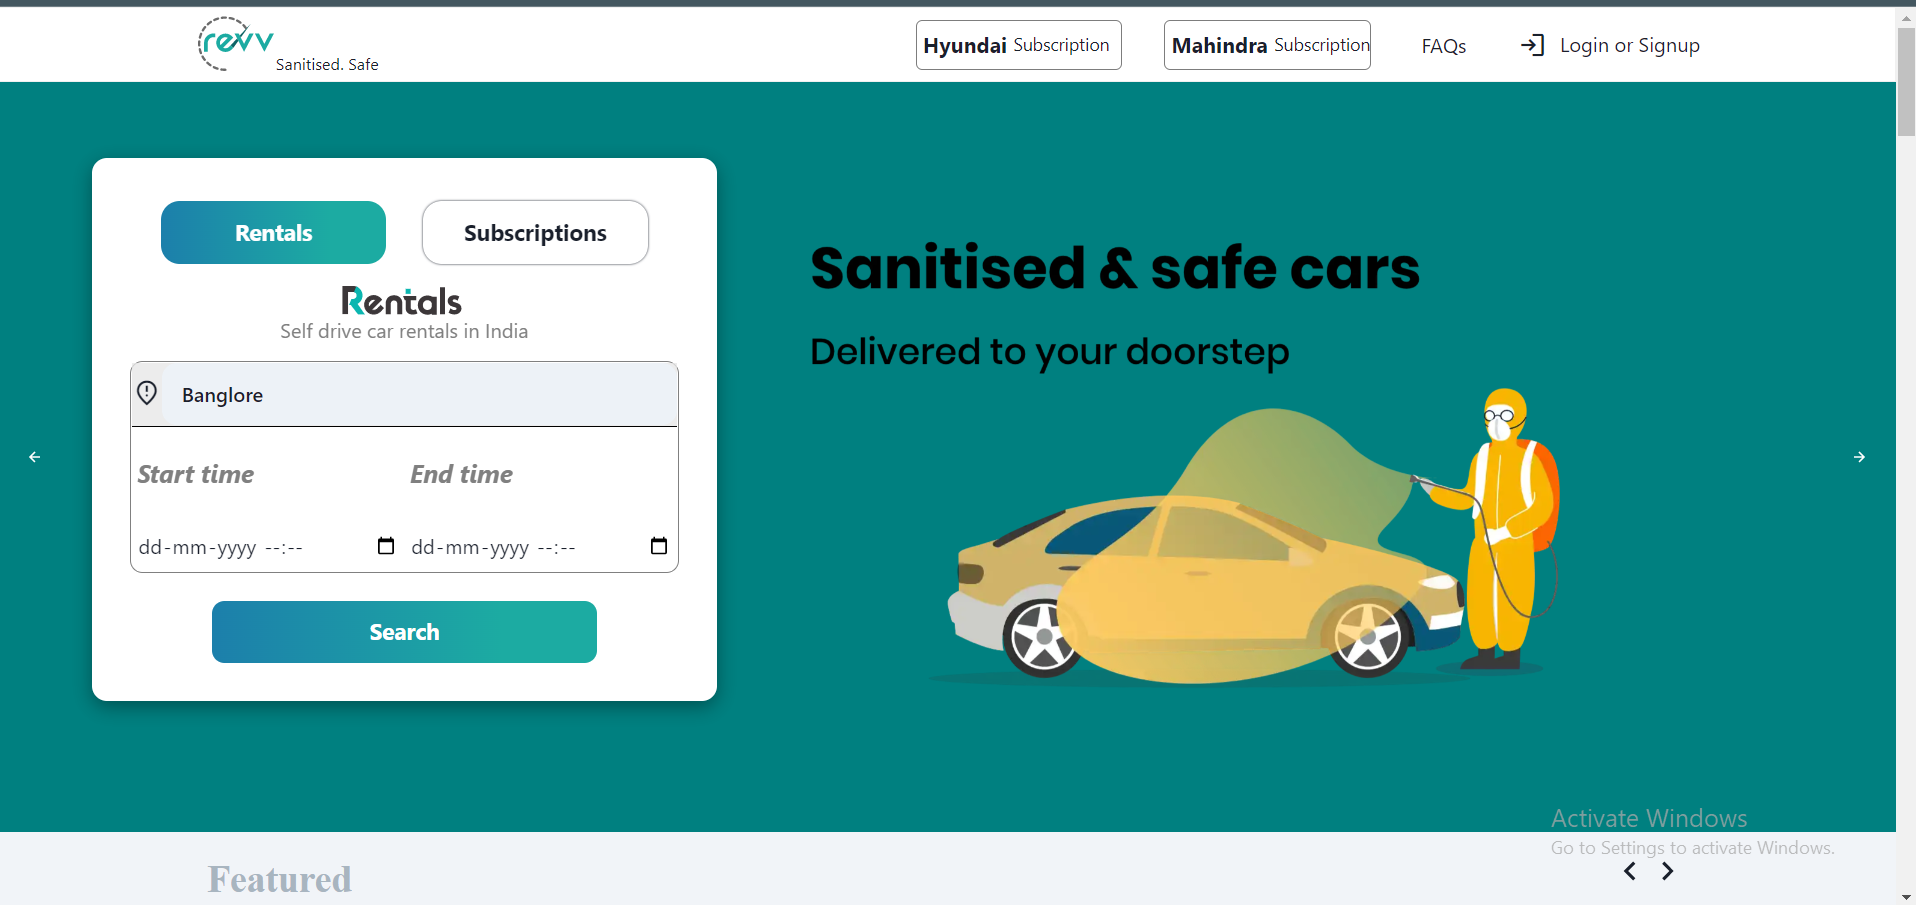 revv
Sanitised. Safe
Hyundai Subscription
Mahindra Subscription
FAQs
Login or Signup
Rentals
Subscriptions
Rentals
Self drive car rentals in India
Banglore
Start time
End time
dd-mm-yyyy --:--
dd-mm-yyyy --:--
Search
Sanitised & safe cars
Delivered to your doorstep
Activate Windows
Go to Settings to activate Windows.
Featured